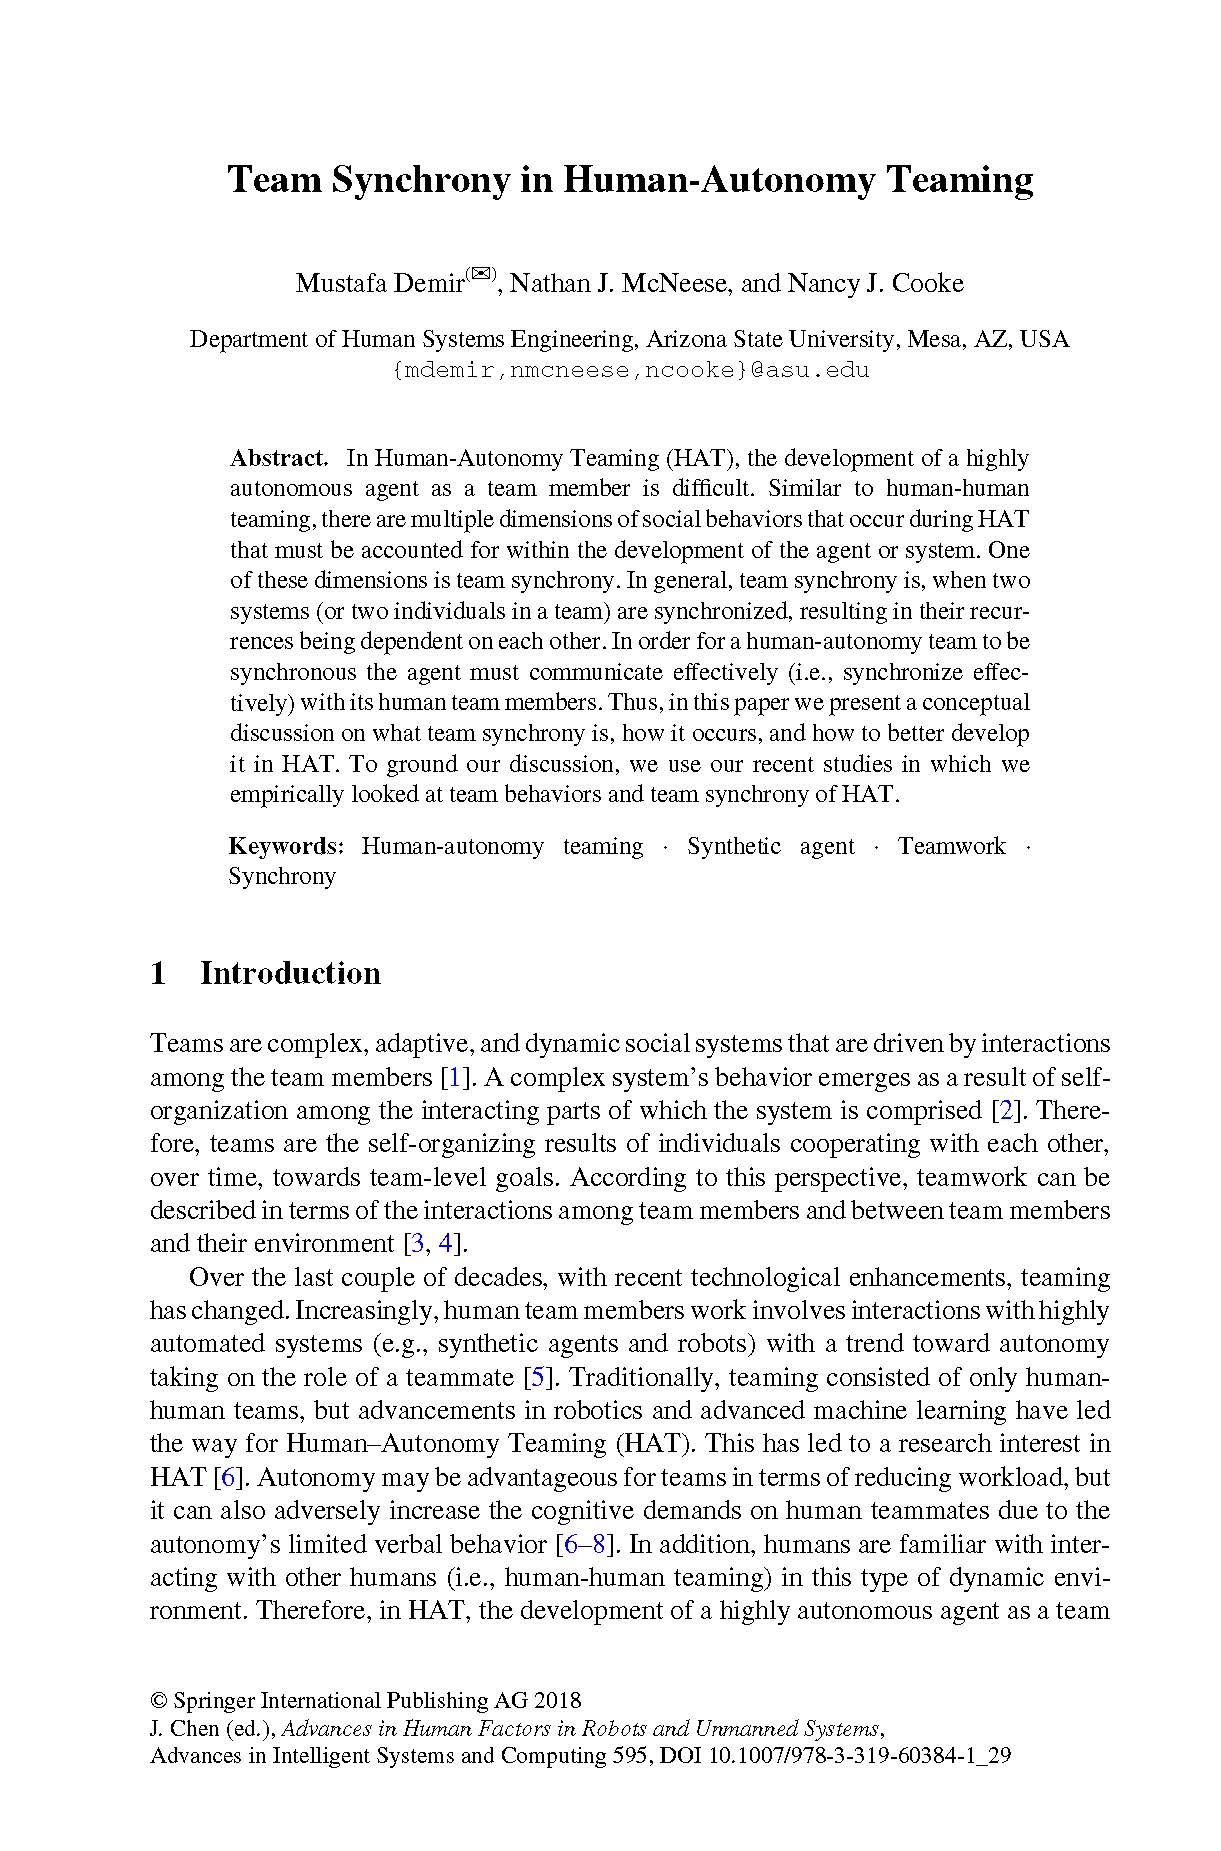 Team Synchrony in Human-Autonomy Teaming
Mustafa Demir(✉), Nathan J. McNeese, and Nancy J. Cooke
Department of Human Systems Engineering, Arizona State University, Mesa, AZ, USA
{mdemir,nmcneese,ncooke}@asu.edu
Abstract. In Human-Autonomy Teaming (HAT), the development of a highly
autonomous agent as a team member is difficult. Similar to human-human
teaming, there are multiple dimensions of social behaviors that occur during HAT
that must be accounted for within the development of the agent or system. One
of these dimensions is team synchrony. In general, team synchrony is, when two
systems (or two individuals in a team) are synchronized, resulting in their recur-
rences being dependent on each other. In order for a human-autonomy team to be
synchronous the agent must communicate effectively (i.e., synchronize effec-
tively) with its human team members. Thus, in this paper we present a conceptual
discussion on what team synchrony is, how it occurs, and how to better develop
it in HAT. To ground our discussion, we use our recent studies in which we
empirically looked at team behaviors and team synchrony of HAT.
Keywords: Human-autonomy teaming · Synthetic agent · Teamwork ·
Synchrony
1 Introduction
Teams are complex, adaptive, and dynamic social systems that are driven by interactions
among the team members [1]. A complex system's behavior emerges as a result of self-
organization among the interacting parts of which the system is comprised [2]. There-
fore, teams are the self-organizing results of individuals cooperating with each other,
over time, towards team-level goals. According to this perspective, teamwork can be
described in terms of the interactions among team members and between team members
and their environment [3, 4].
Over the last couple of decades, with recent technological enhancements, teaming
has changed. Increasingly, human team members work involves interactions with highly
automated systems (e.g., synthetic agents and robots) with a trend toward autonomy
taking on the role of a teammate [5]. Traditionally, teaming consisted of only human-
human teams, but advancements in robotics and advanced machine learning have led
the way for Human–Autonomy Teaming (HAT). This has led to a research interest in
HAT [6]. Autonomy may be advantageous for teams in terms of reducing workload, but
it can also adversely increase the cognitive demands on human teammates due to the
autonomy's limited verbal behavior [6–8]. In addition, humans are familiar with inter-
acting with other humans (i.e., human-human teaming) in this type of dynamic envi-
ronment. Therefore, in HAT, the development of a highly autonomous agent as a team
© Springer International Publishing AG 2018
J. Chen (ed.), Advances in Human Factors in Robots and Unmanned Systems,
Advances in Intelligent Systems and Computing 595, DOI 10.1007/978-3-319-60384-1_29